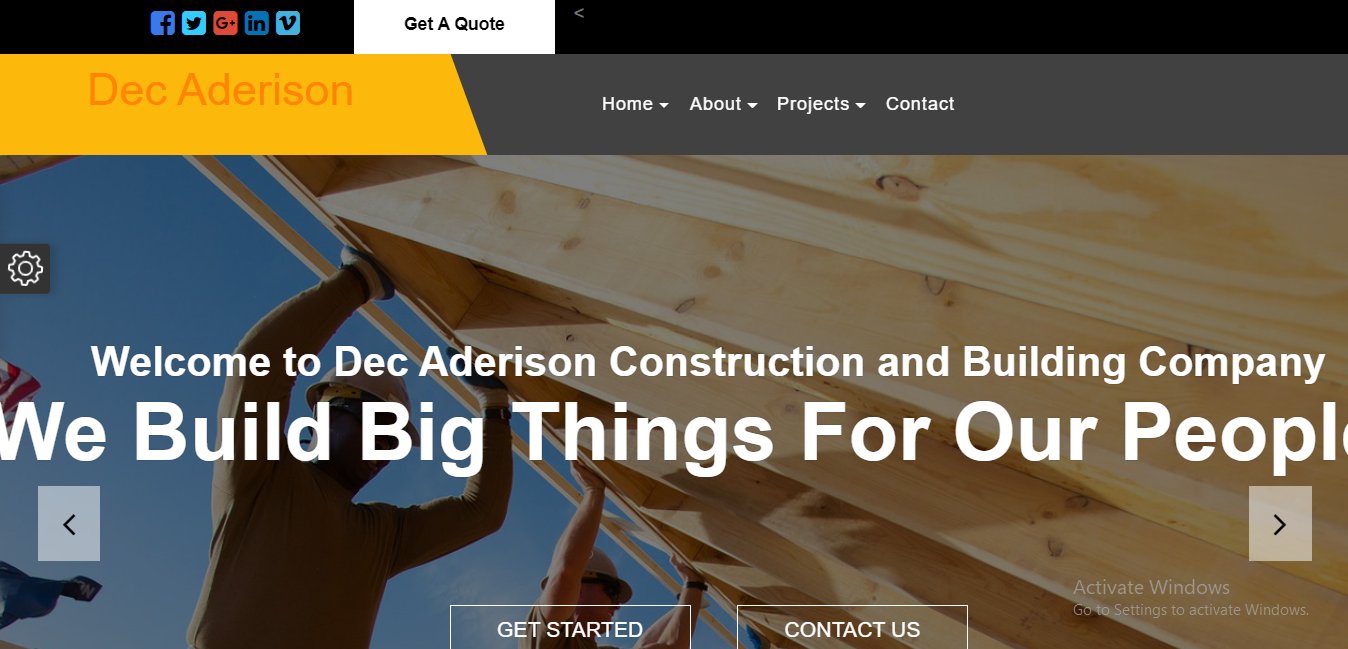 Get A Quote
<
Dec Aderison
Home About Projects Contact
Welcome to Dec Aderison Construction and Building Company
We Build Big Things For Our People
GET STARTED
CONTACT US
Activate Windows
Go to Settings to activate Windows.